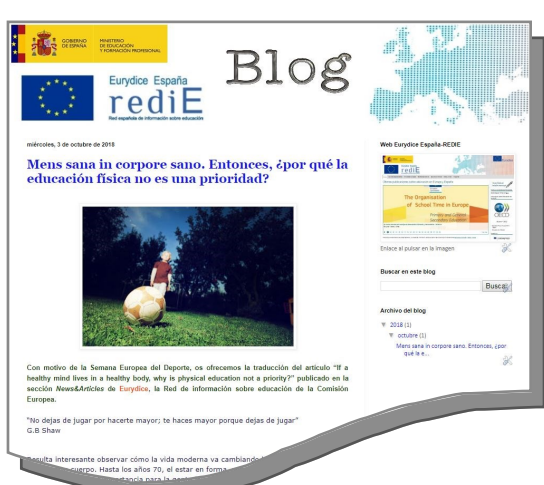 GOBIERNO
DE ESPAÑA
MINISTERIO
DE EDUCACIÓN
Y FORMACIÓN PROFESIONAL
Blog
Eurydice España
rediE
Red española de información sobre educación
miércoles, 3 de octubre de 2018
Mens sana in corpore sano. Entonces, ¿por qué la
educación física no es una prioridad?
Con motivo de la Semana Europea del Deporte, os ofrecemos la traducción del artículo “If a
healthy mind lives in a healthy body, why is physical education not a priority?” publicado en la
sección News&Articles de Eurydice, la Red de información sobre educación de la Comisión
Europea.
“No dejas de jugar por hacerte mayor; te haces mayor porque dejas de jugar”
G.B Shaw
resulta interesante observar cómo la vida moderna va cambiando
cuerpo. Hasta los años 70, el estar en forma
para la
Web Eurydice España-REDIE
rediE
The Organisation
of School Time in Europe
Enlace al pulsar en la imagen
Buscar en este blog
Buscar
Archivo del blog
▼ 2018 (1)
▼ octubre (1)
Mens sana in corpore sano. Entonces, ¿por
qué la e...